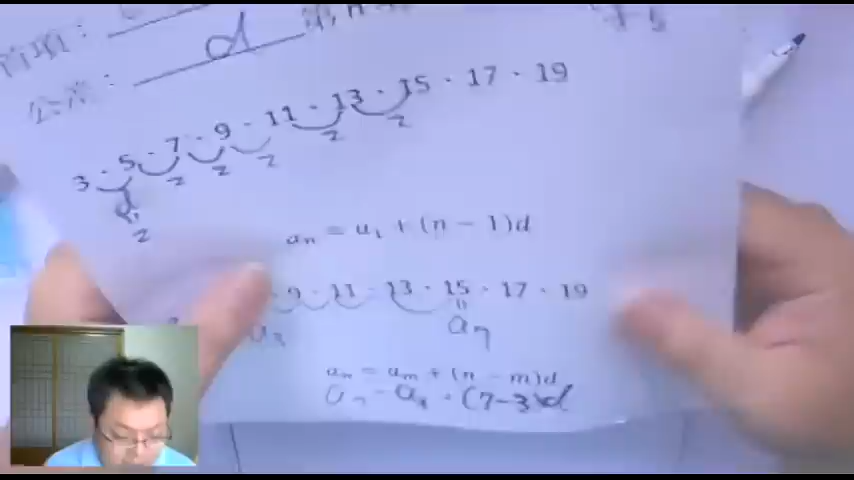 公差: d
3 · 5 · 7 · 9 · 11 · 13 · 15 · 17 · 19
2 2 2 2 2
d
"
2
aₙ = a₁ + (n - 1)d
9 · 11 · 13 · 15 · 17 · 19
a₃ a₇
aₙ = aₘ + (n - m)d
a₇ = a₃ + (7-3)d